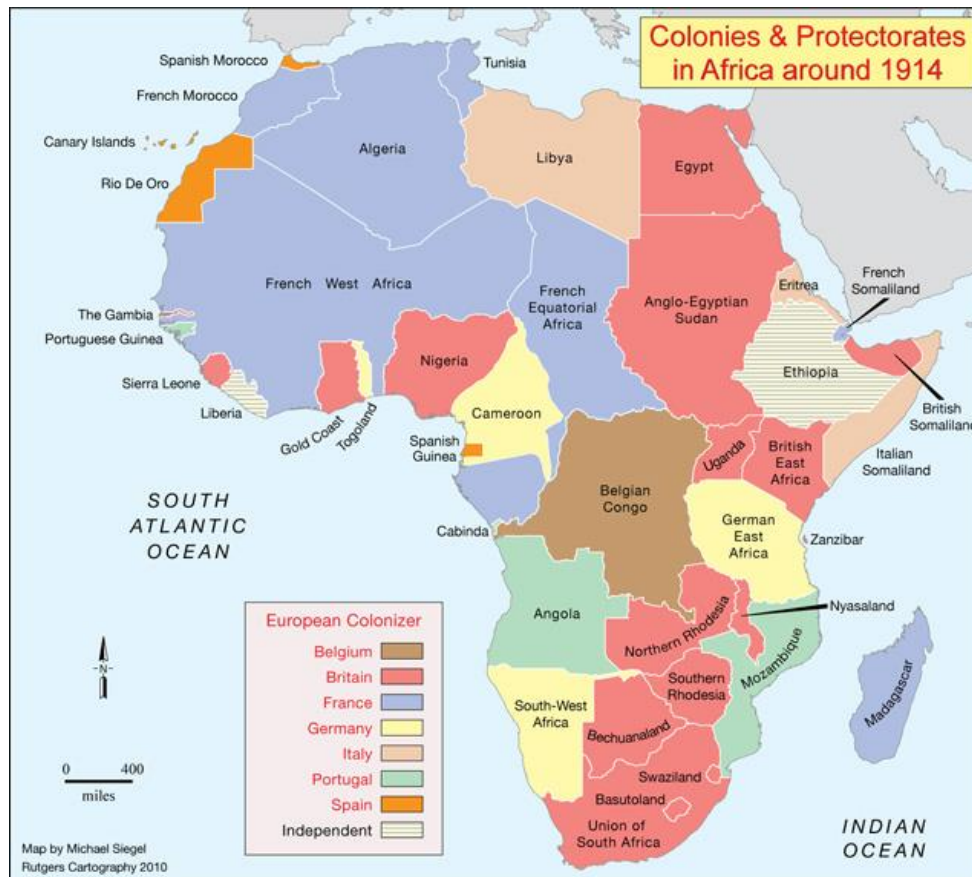 Colonies & Protectorates
in Africa around 1914
Spanish Morocco
Tunisia
French Morocco
Canary Islands
Algeria
Libya
Egypt
Rio De Oro
French West Africa
French
Equatorial
Africa
Anglo-Egyptian
Sudan
Eritrea
French
Somaliland
The Gambia
Portuguese Guinea
Nigeria
Ethiopia
Sierra Leone
Liberia
Gold Coast
Togoland
Cameroon
British
Somaliland
Spanish
Guinea
Uganda
British
East
Africa
Italian
Somaliland
SOUTH
ATLANTIC
OCEAN
Belgian
Congo
Cabinda
German
East
Africa
Zanzibar
Angola
Northern Rhodesia
Nyasaland
Mozambique
Southern
Rhodesia
Madagascar
South-West
Africa
Bechuanaland
Swaziland
Basutoland
Union of
South Africa
INDIAN
OCEAN
European Colonizer
Belgium
Britain
France
Germany
Italy
Portugal
Spain
Independent
N
0 400
miles
Map by Michael Siegel
Rutgers Cartography 2010